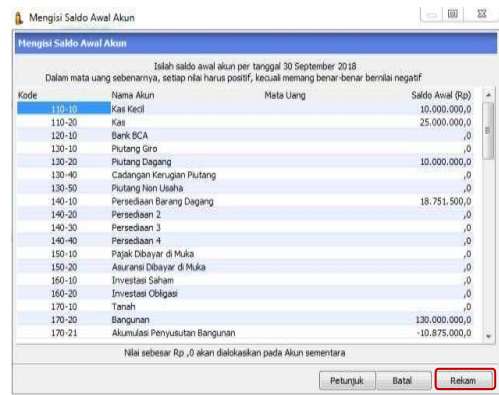 Mengisi Saldo Awal Akun
Mengisi Saldo Awal Akun
Isilah saldo awal akun per tanggal 30 September 2018
Dalam mata uang sebenarnya, setiap nilai harus positif, kecuali memang benar-benar bernilai negatif
Kode Nama Akun Mata Uang Saldo Awal (Rp)
110-10 Kas Kecil 10.000.000,0
110-20 Kas 25.000.000,0
120-10 Bank BCA ,0
130-10 Piutang Giro ,0
130-20 Piutang Dagang 10.000.000,0
130-40 Cadangan Kerugian Piutang ,0
130-50 Piutang Non Usaha ,0
140-10 Persediaan Barang Dagang 18.751.500,0
140-20 Persediaan 2 ,0
140-30 Persediaan 3 ,0
140-40 Persediaan 4 ,0
150-10 Pajak Dibayar di Muka ,0
150-20 Asuransi Dibayar di Muka ,0
160-10 Investasi Saham ,0
160-20 Investasi Obligasi ,0
170-10 Tanah ,0
170-20 Bangunan 130.000.000,0
170-21 Akumulasi Penyusutan Bangunan -10.875.000,0
Nilai sebesar Rp ,0 akan dialokasikan pada Akun sementara
Petunjuk Batal Rekam